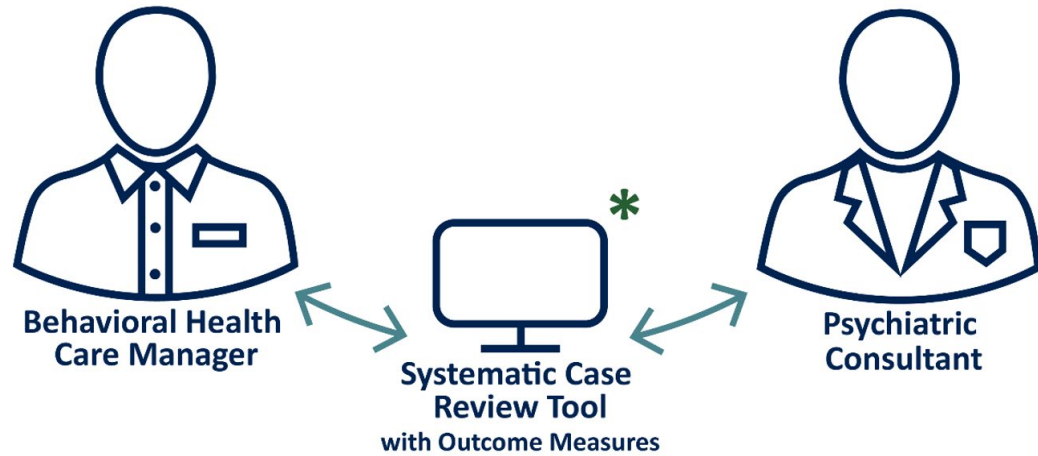 Behavioral Health
Care Manager
*
Systematic Case
Review Tool
with Outcome Measures
Psychiatric
Consultant